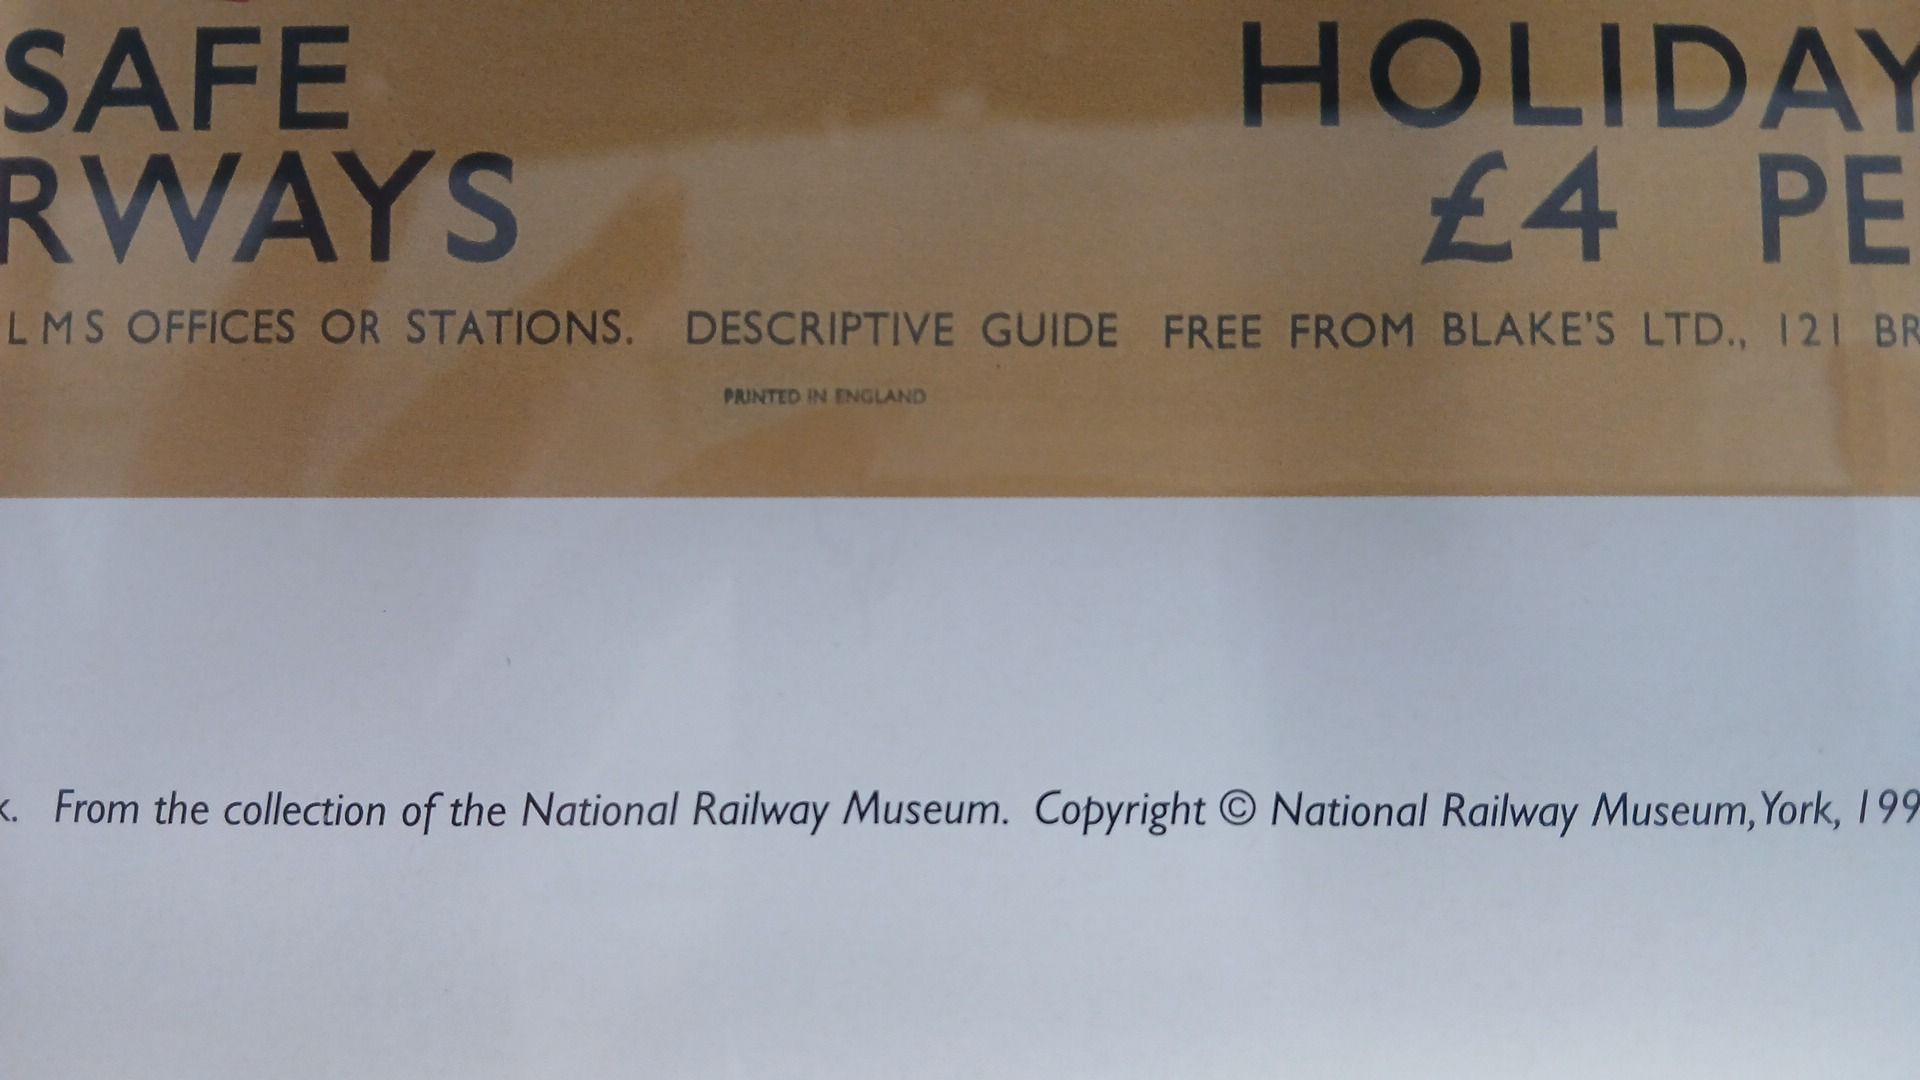 SAFE HOLIDAY
RWAYS £4 PE
LMS OFFICES OR STATIONS. DESCRIPTIVE GUIDE FREE FROM BLAKE'S LTD., 121 BR
PRINTED IN ENGLAND
k. From the collection of the National Railway Museum. Copyright © National Railway Museum, York, 199